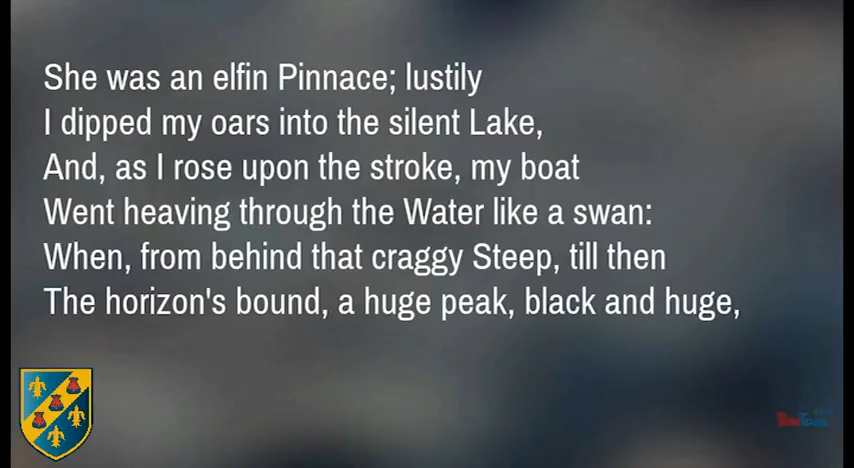 She was an elfin Pinnace; lustily
I dipped my oars into the silent Lake,
And, as I rose upon the stroke, my boat
Went heaving through the Water like a swan:
When, from behind that craggy Steep, till then
The horizon's bound, a huge peak, black and huge,